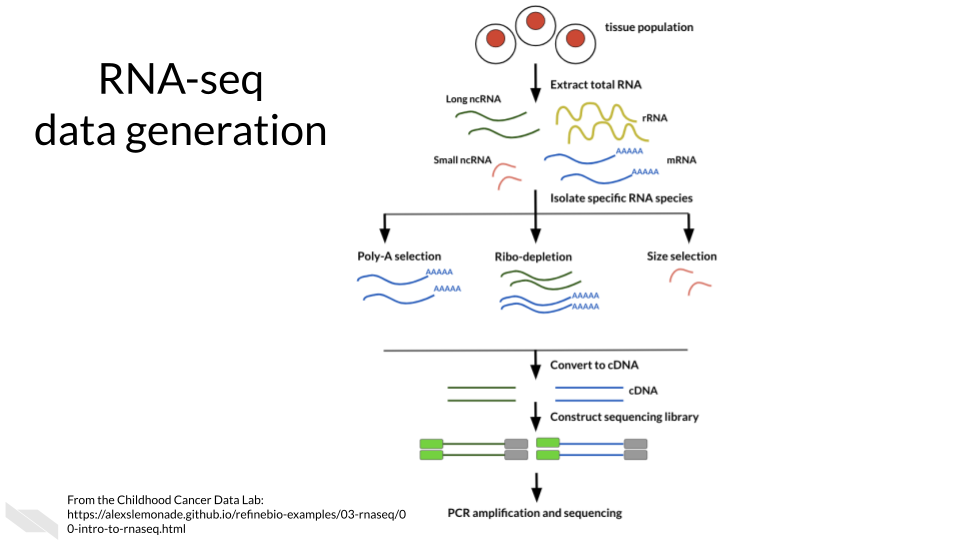 RNA-seq
data generation
tissue population
Extract total RNA
Long ncRNA
rRNA
AAAAA
Small ncRNA
mRNA
AAAAA
Isolate specific RNA species
Poly-A selection
Ribo-depletion
Size selection
AAAAA
AAAAA
AAAAA
AAAAA
Convert to cDNA
cDNA
Construct sequencing library
PCR amplification and sequencing
From the Childhood Cancer Data Lab:
https://alexslemonade.github.io/refinebio-examples/03-rnaseq/0
0-intro-to-rnaseq.html